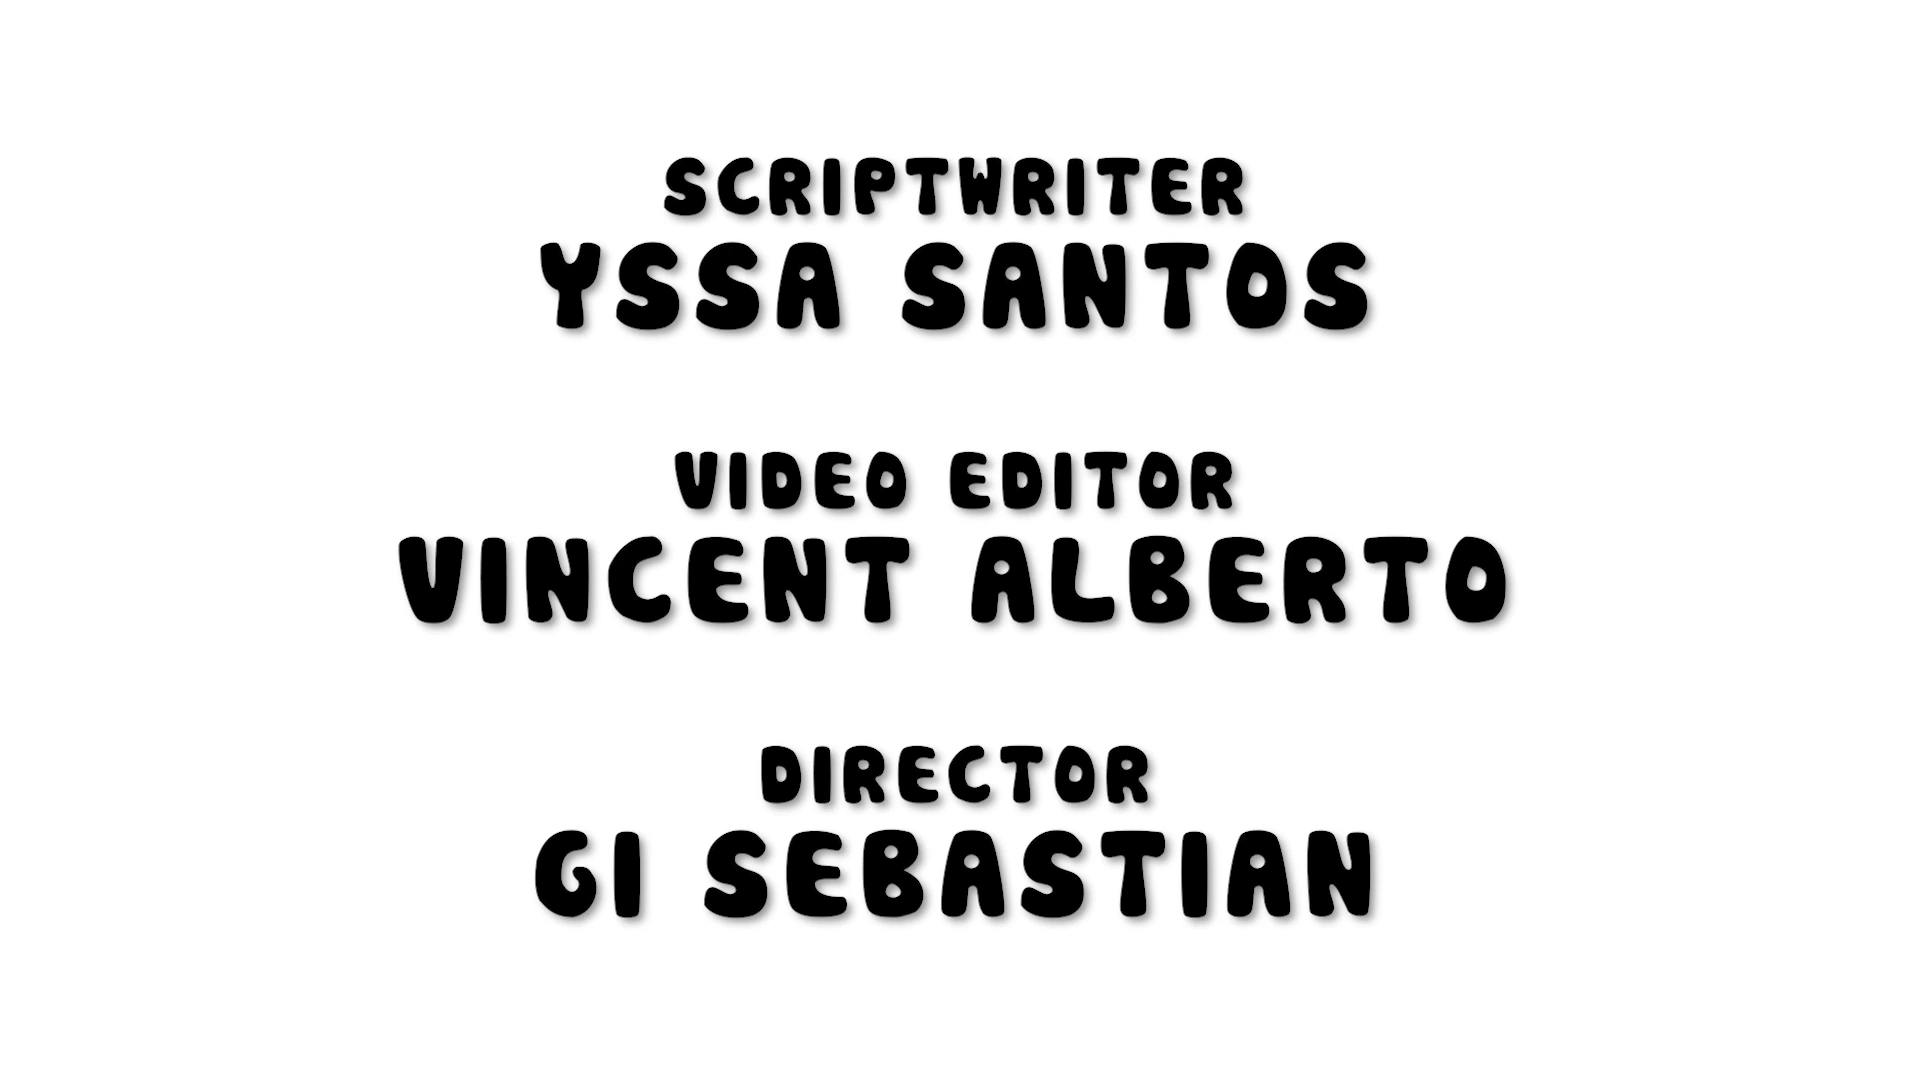 SCRIPTWRITER
YSSA SANTOS
VIDEO EDITOR
VINCENT ALBERTO
DIRECTOR
GI SEBASTIAN